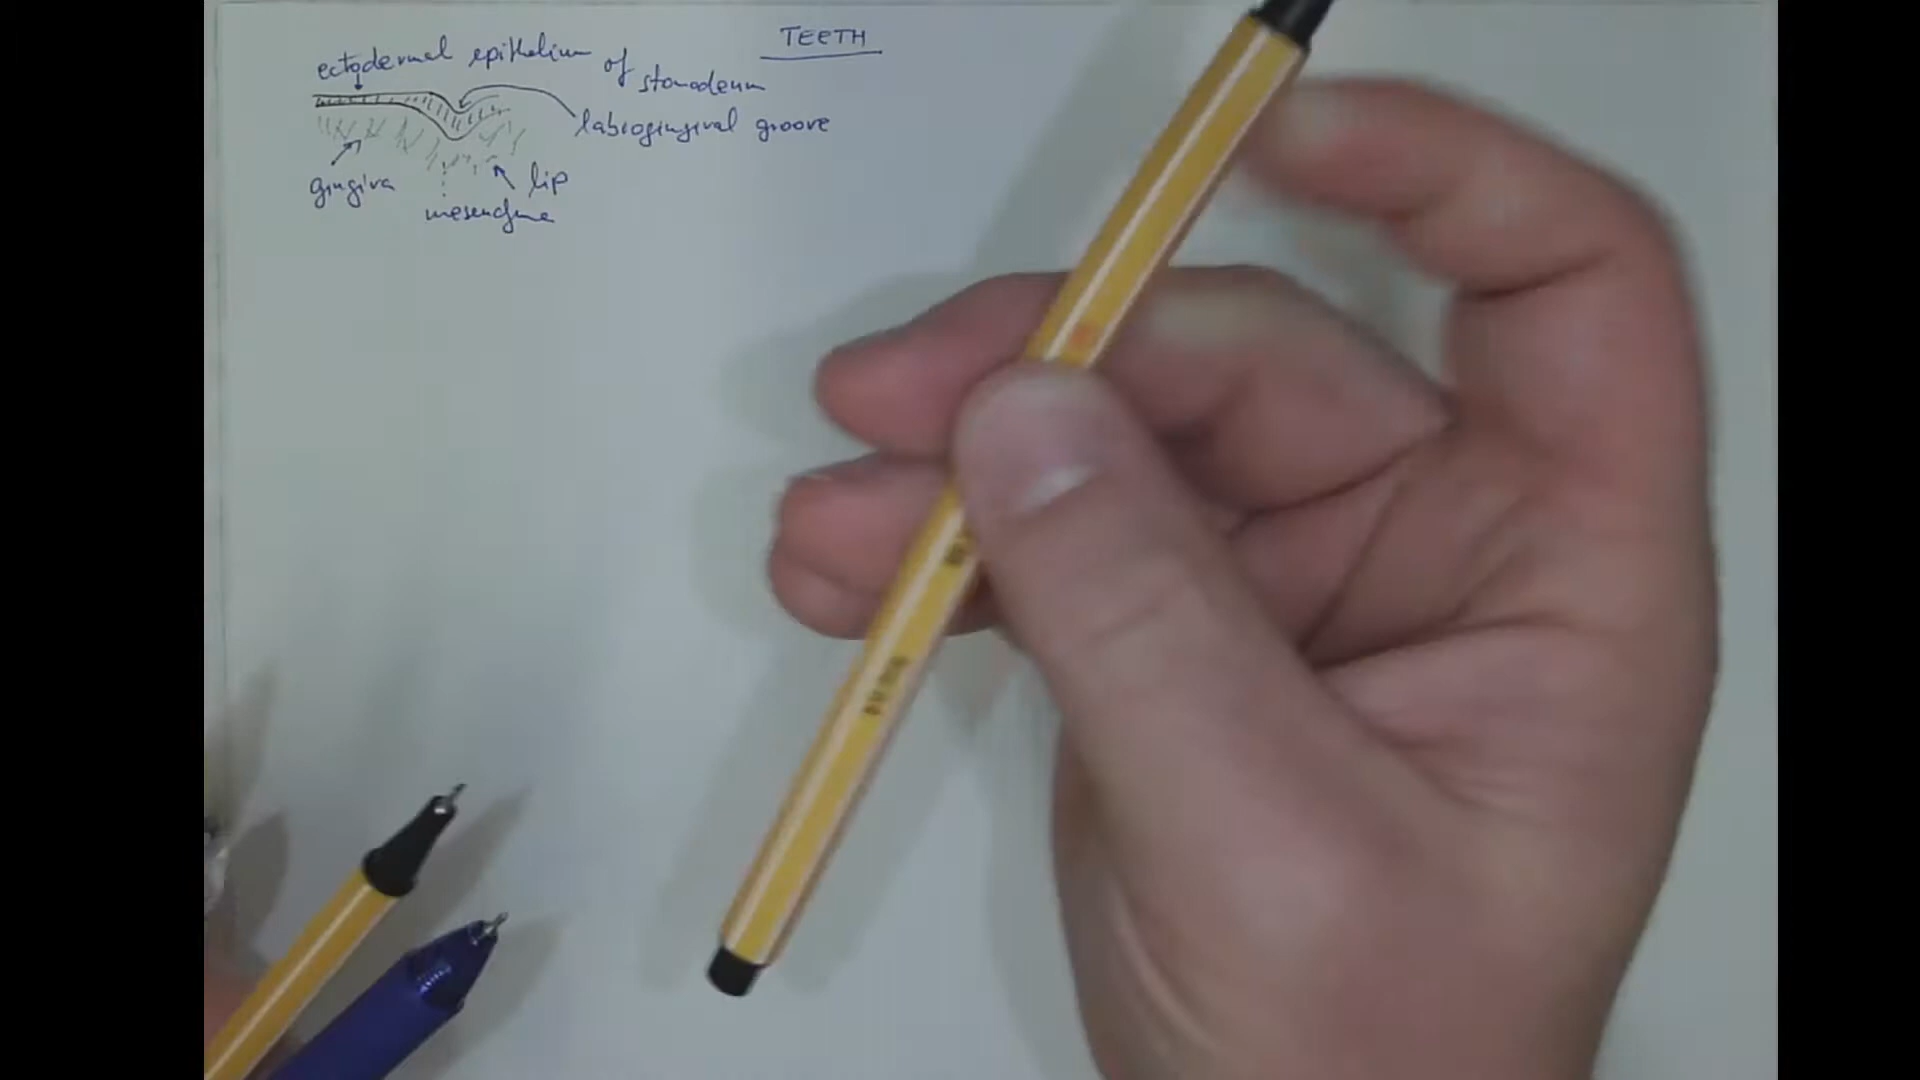 TEETH
ectodermal epithelium of stomodeum
labiogingival groove
gingiva
lip
mesenchyme